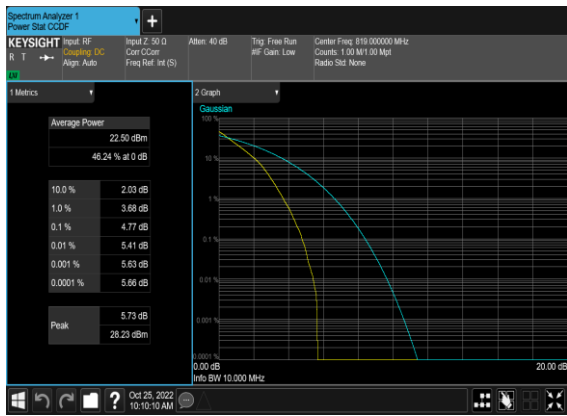 Spectrum Analyzer 1
Power Stat CCDF
+
KEYSIGHT
R T
LXI
Input: RF
Coupling: DC
Align: Auto
Input Z: 50 Ω
Corr CCorr
Freq Ref: Int (S)
Atten: 40 dB
Trig: Free Run
#IF Gain: Low
Center Freq: 819.000000 MHz
Counts: 1.00 M/1.00 Mpt
Radio Std: None
1 Metrics
Average Power
22.50 dBm
46.24 % at 0 dB
10.0 % 2.03 dB
1.0 % 3.68 dB
0.1 % 4.77 dB
0.01 % 5.41 dB
0.001 % 5.63 dB
0.0001 % 5.66 dB
Peak 5.73 dB
28.23 dBm
2 Graph
Gaussian
100 %
10 %
1 %
0.1 %
0.01 %
0.001 %
0.0001 %
0.00 dB 20.00 dB
Info BW 10.000 MHz
?
Oct 25, 2022
10:10:10 AM